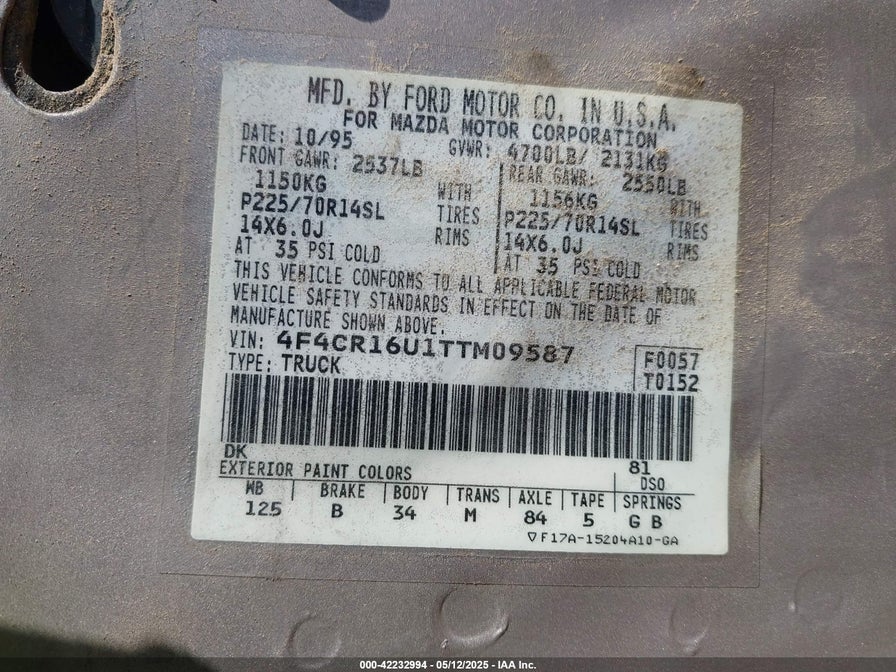 MFD. BY FORD MOTOR CO. IN U.S.A.
FOR MAZDA MOTOR CORPORATION
DATE: 10/95 GVWR: 4700LB/ 2131KG
FRONT GAWR: 2537LB REAR GAWR: 2550LB
1150KG WITH 1156KG WITH
P225/70R14SL TIRES P225/70R14SL TIRES
14X6.0J RIMS 14X6.0J RIMS
AT 35 PSI COLD AT 35 PSI COLD
THIS VEHICLE CONFORMS TO ALL APPLICABLE FEDERAL MOTOR
VEHICLE SAFETY STANDARDS IN EFFECT ON THE DATE OF
MANUFACTURE SHOWN ABOVE.
VIN: 4F4CR16U1TTM09587 F0057
TYPE: TRUCK T0152
DK 81
EXTERIOR PAINT COLORS DSO
WB BRAKE BODY TRANS AXLE TAPE SPRINGS
125 B 34 M 84 5 G B
▽F17A-15204A10-GA
000-42232994 — 05/12/2025 — IAA Inc.